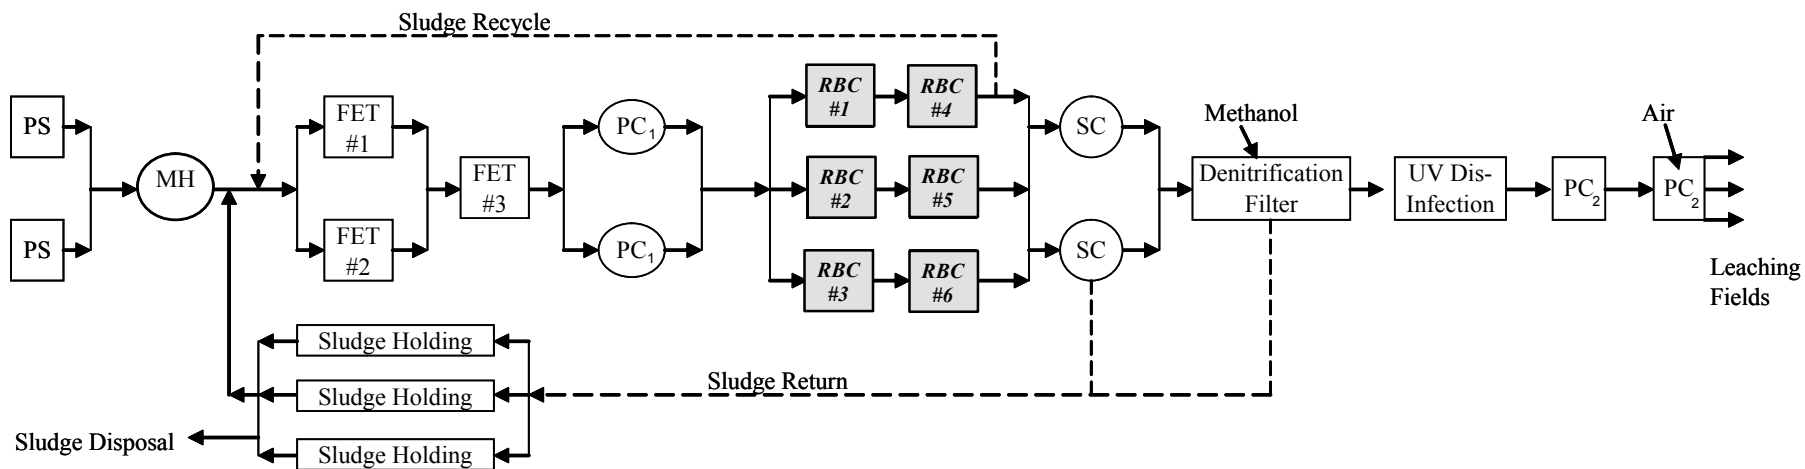 Sludge Recycle
PS
PS
MH
FET
#1
FET
#2
FET
#3
PC1
PC1
RBC
#1
RBC
#4
RBC
#2
RBC
#5
RBC
#3
RBC
#6
SC
SC
Methanol
Denitrification
Filter
UV Dis-
Infection
PC2
Air
PC2
Leaching
Fields
Sludge Holding
Sludge Holding
Sludge Holding
Sludge Return
Sludge Disposal